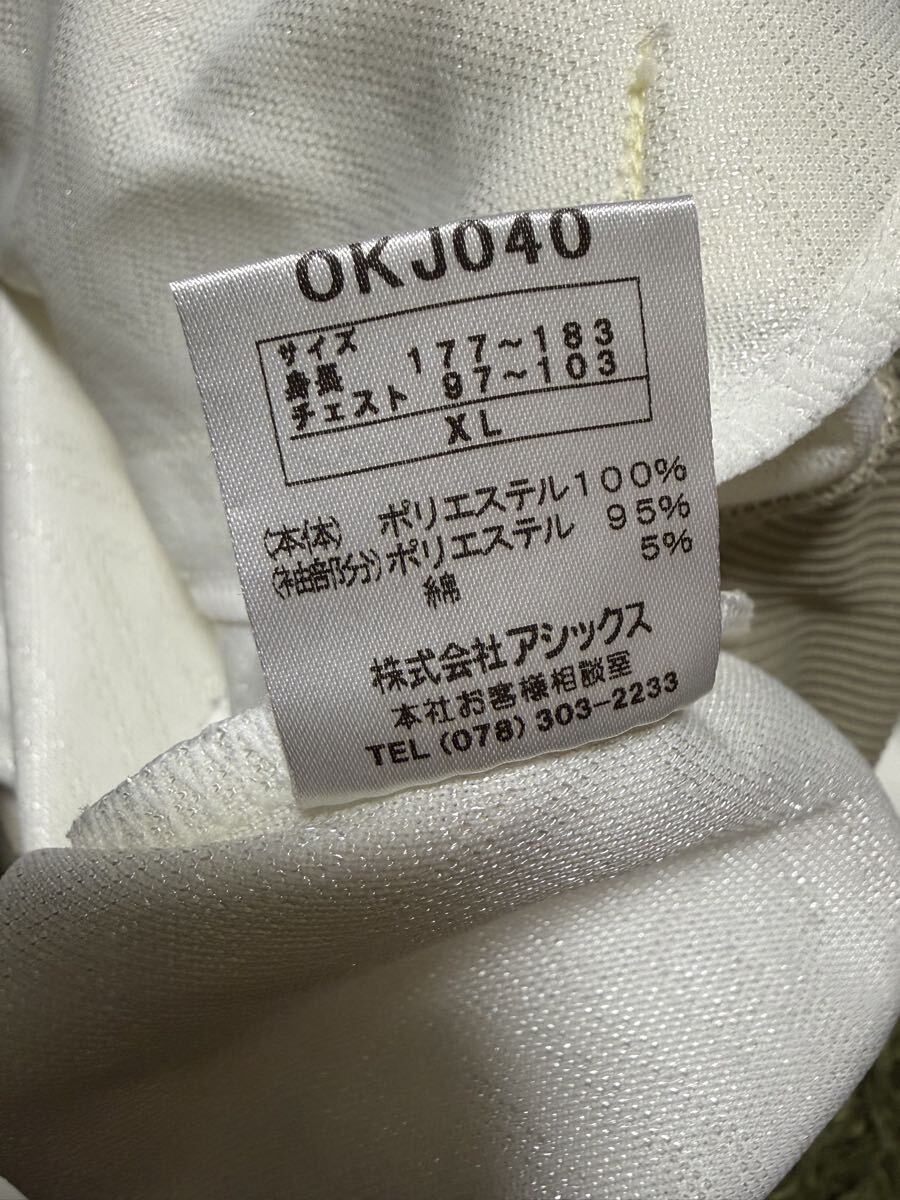 OKJ040
サイズ
身長 177~183
チェスト 97~103
XL
(本体) ポリエステル100%
(袖部分)ポリエステル 95%
綿 5%
株式会社アシックス
本社お客様相談室
TEL (078) 303-2233